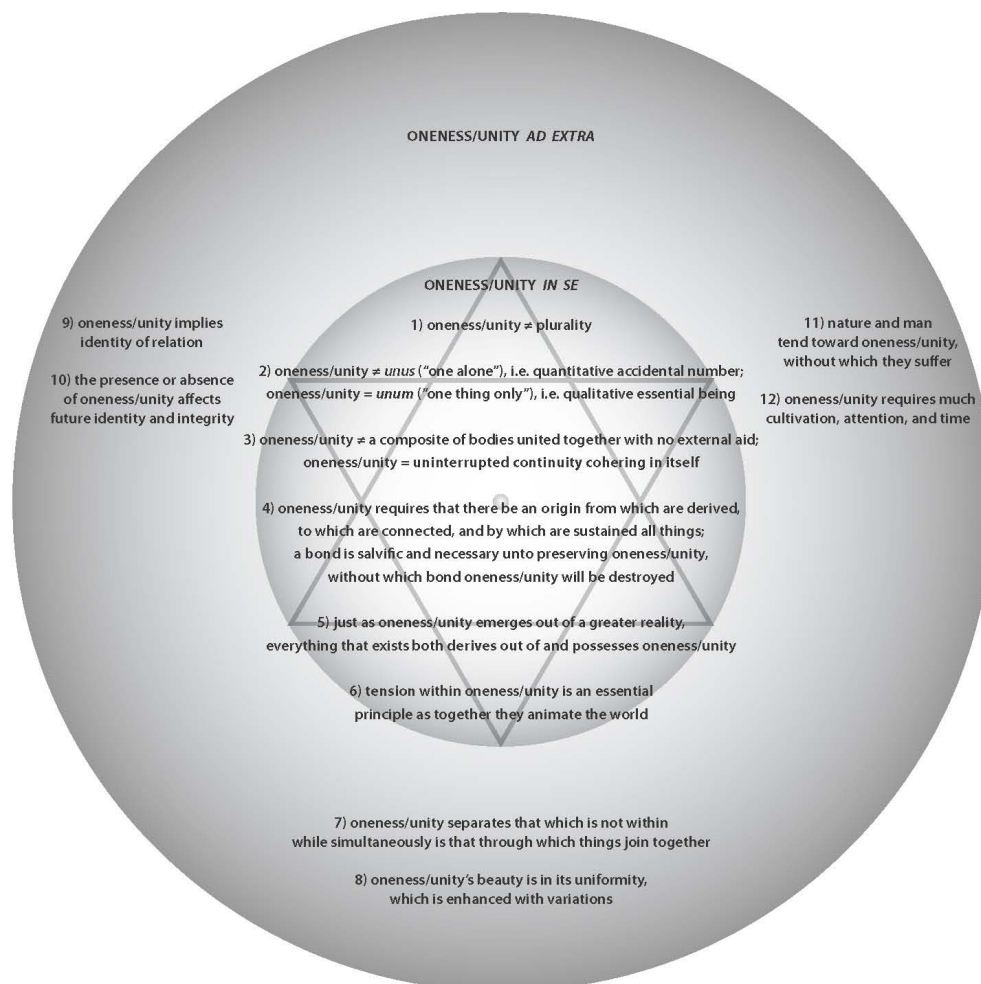 ONENESS/UNITY AD EXTRA
ONENESS/UNITY IN SE
1) oneness/unity ≠ plurality
2) oneness/unity ≠ unus (“one alone”), i.e. quantitative accidental number;
oneness/unity = unum (“one thing only”), i.e. qualitative essential being
3) oneness/unity ≠ a composite of bodies united together with no external aid;
oneness/unity = uninterrupted continuity cohering in itself
4) oneness/unity requires that there be an origin from which are derived,
to which are connected, and by which are sustained all things;
a bond is salvific and necessary unto preserving oneness/unity,
without which bond oneness/unity will be destroyed
5) just as oneness/unity emerges out of a greater reality,
everything that exists both derives out of and possesses oneness/unity
6) tension within oneness/unity is an essential
principle as together they animate the world
7) oneness/unity separates that which is not within
while simultaneously is that through which things join together
8) oneness/unity’s beauty is in its uniformity,
which is enhanced with variations
9) oneness/unity implies
identity of relation
10) the presence or absence
of oneness/unity affects
future identity and integrity
11) nature and man
tend toward oneness/unity,
without which they suffer
12) oneness/unity requires much
cultivation, attention, and time